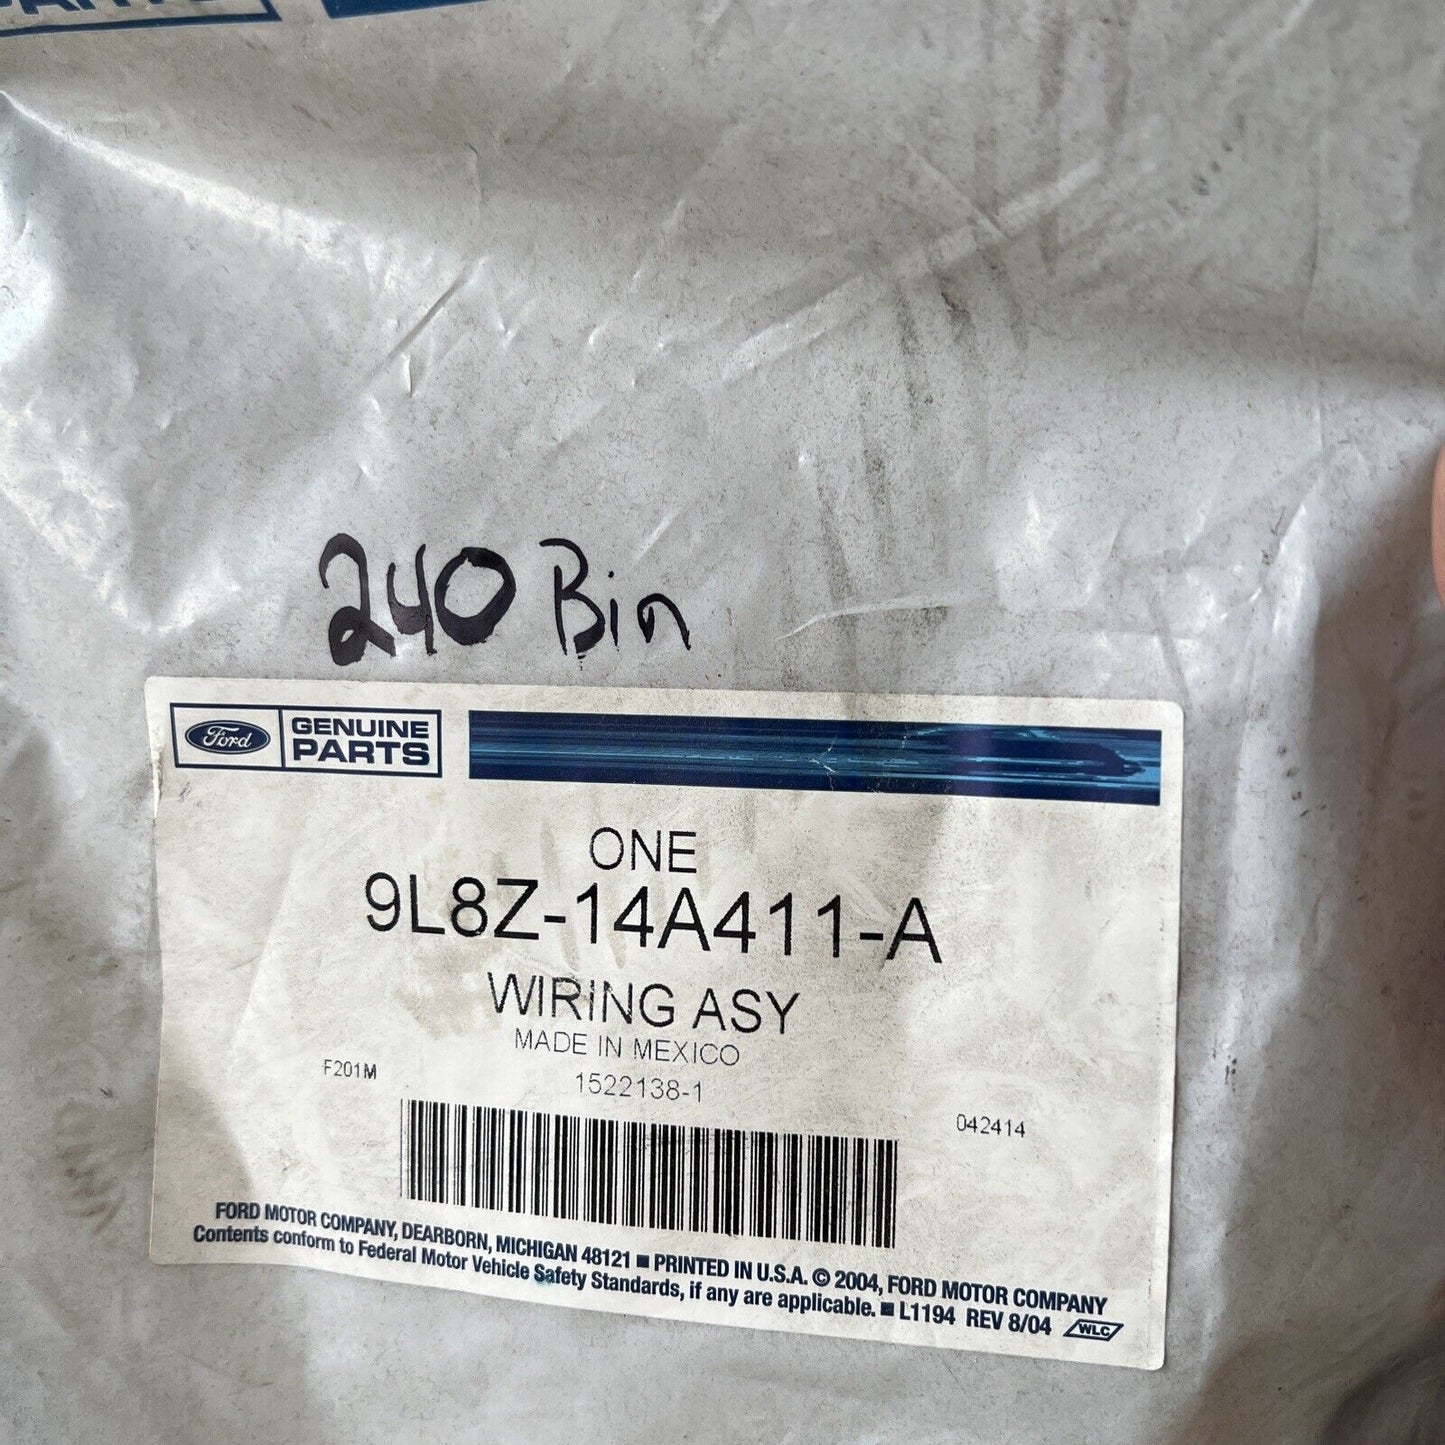 PARTS
240 Bin
Ford GENUINE PARTS
ONE
9L8Z-14A411-A
WIRING ASY
MADE IN MEXICO
F201M
1522138-1
042414
FORD MOTOR COMPANY, DEARBORN, MICHIGAN 48121 ■ PRINTED IN U.S.A. © 2004, FORD MOTOR COMPANY
Contents conform to Federal Motor Vehicle Safety Standards, if any are applicable. ■ L1194 REV 8/04 WLC